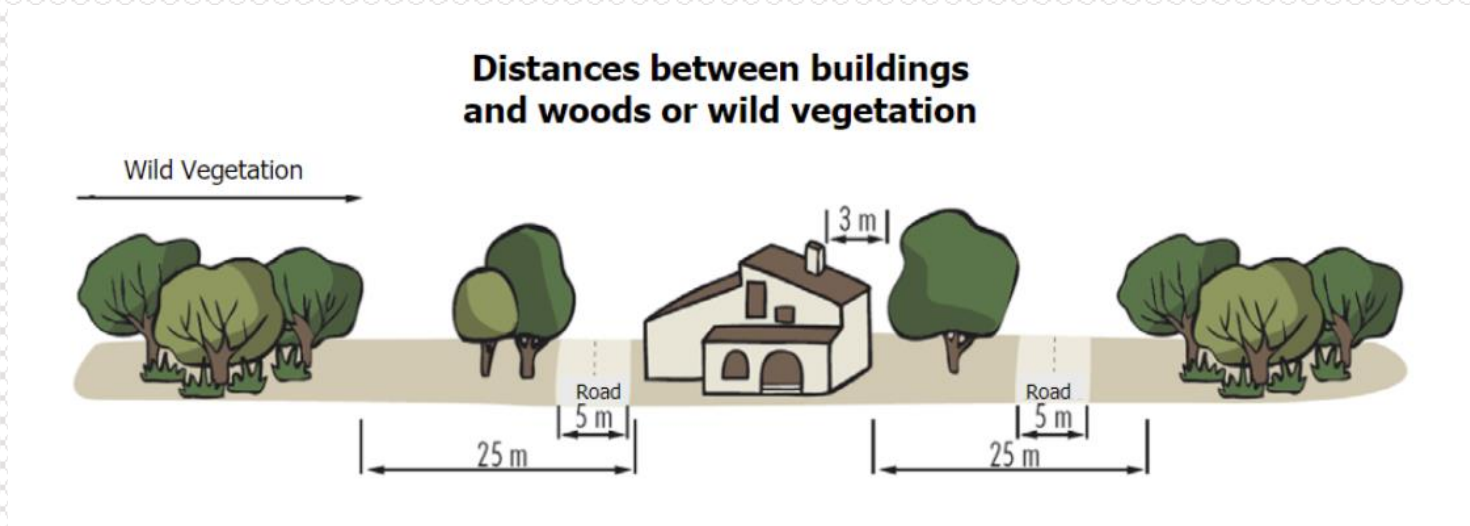 Distances between buildings
and woods or wild vegetation
Wild Vegetation
3 m
Road
Road
5 m
5 m
25 m
25 m